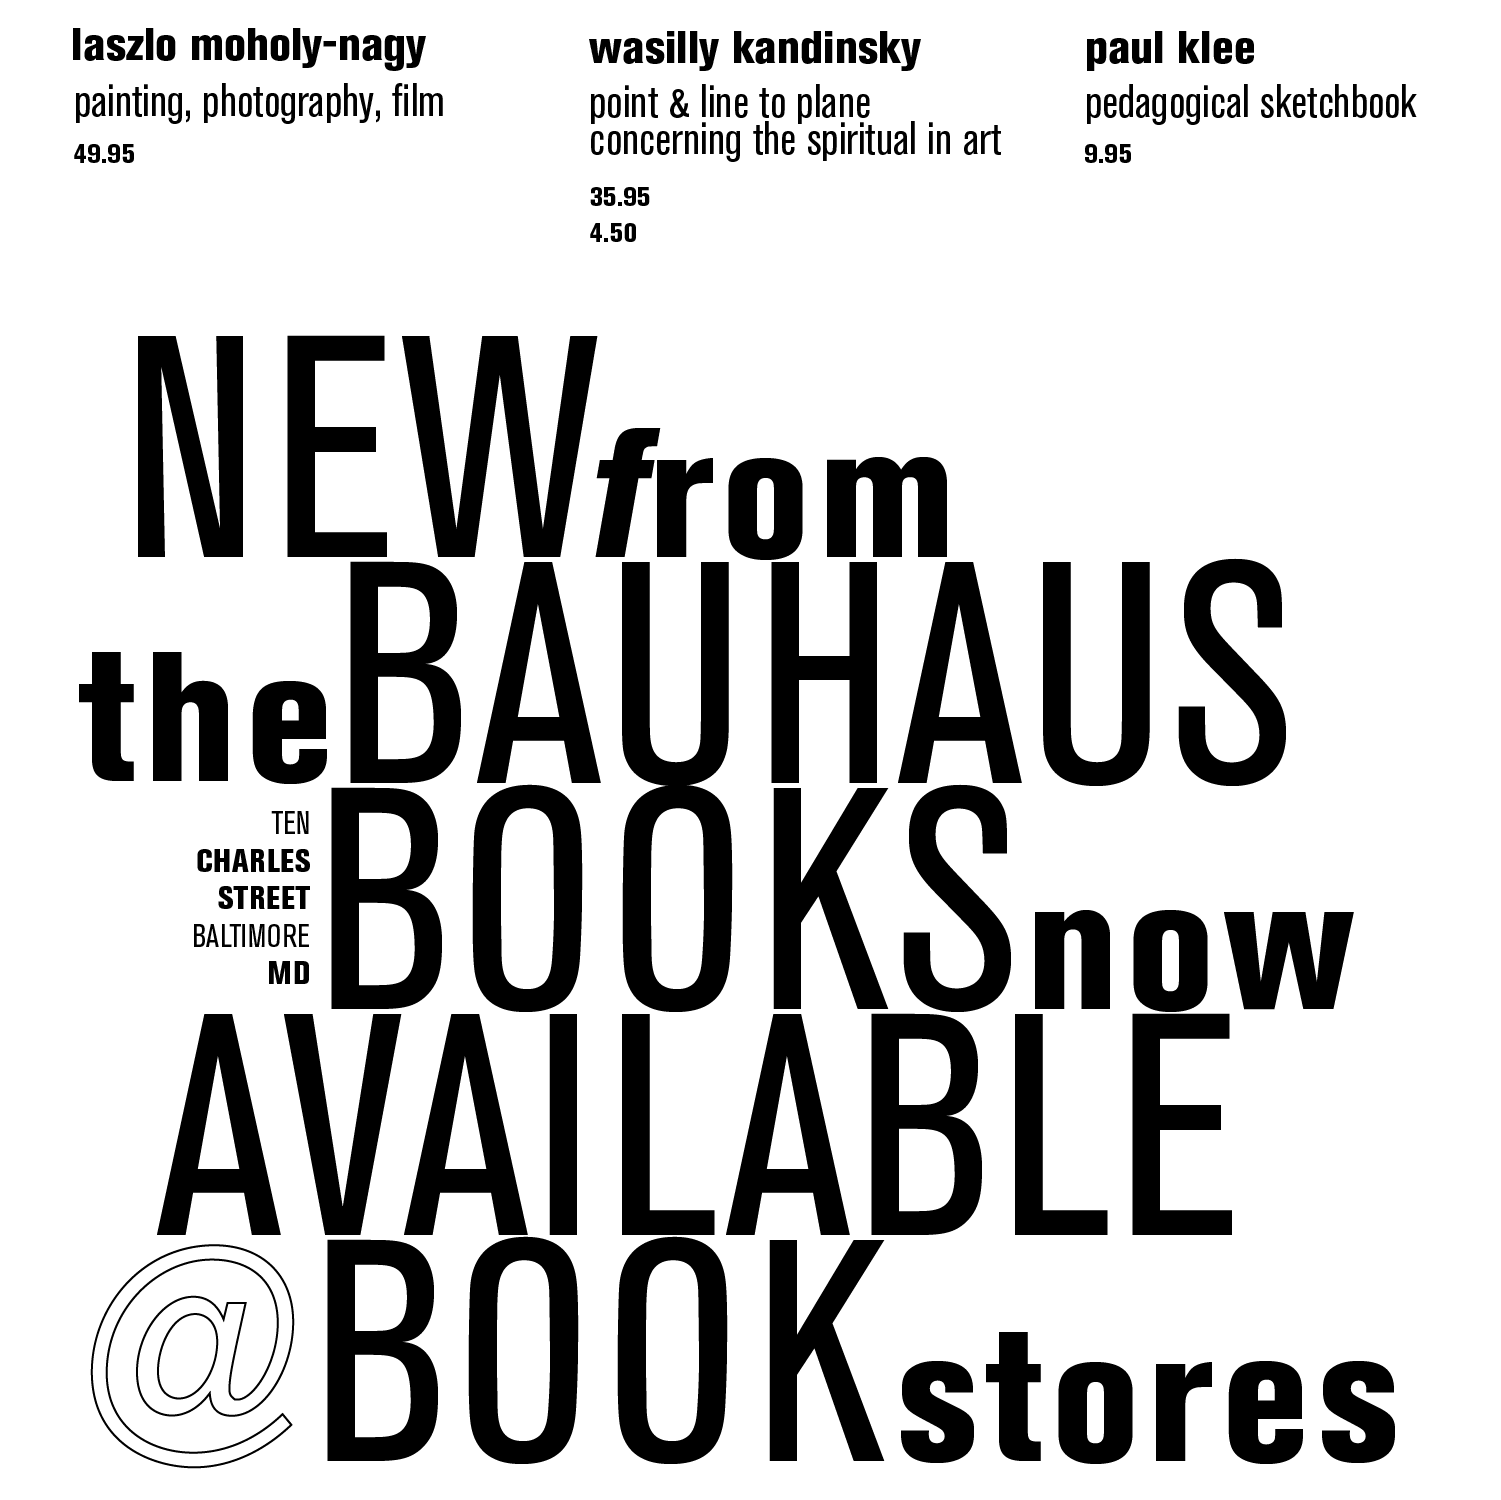 laszlo moholy-nagy
painting, photography, film
49.95
wasilly kandinsky
point & line to plane
concerning the spiritual in art
35.95
4.50
paul klee
pedagogical sketchbook
9.95
NEWfrom
theBAUHAUS
TEN
CHARLES
STREET
BALTIMORE
MD
BOOKSnow
AVAILABLE
@BOOKstores